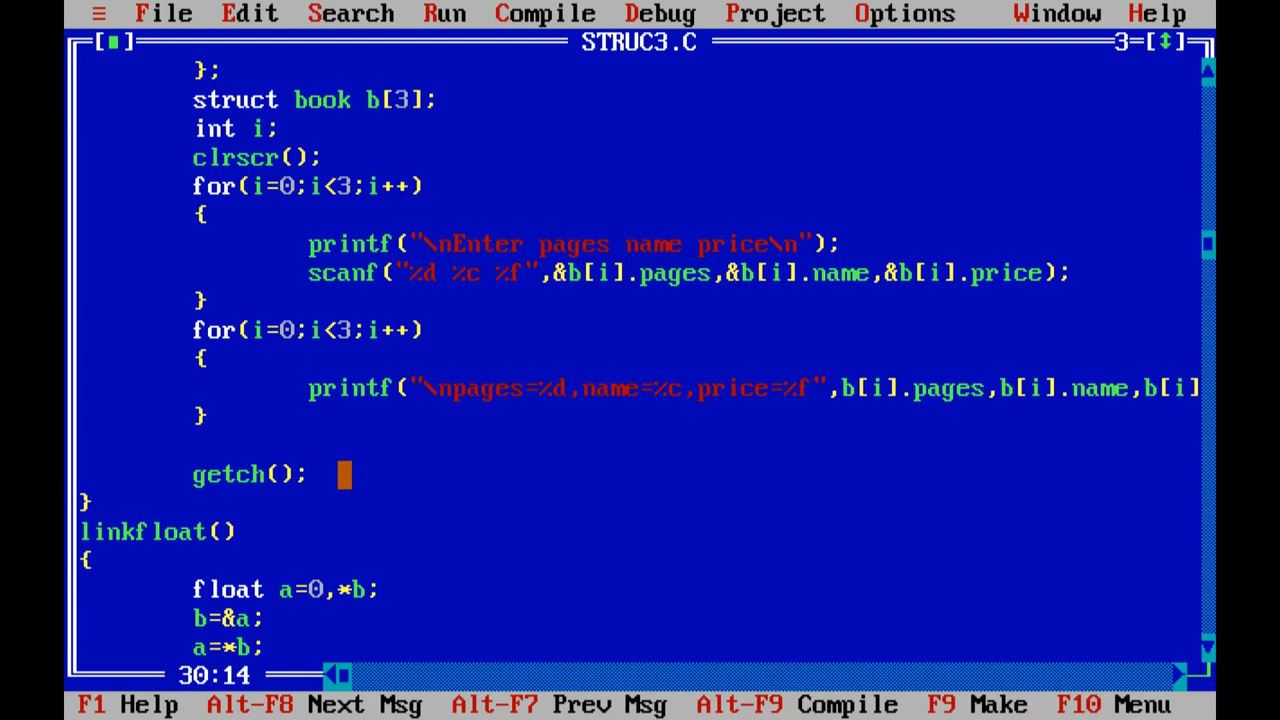 ≡ File Edit Search Run Compile Debug Project Options Window Help
[■] STRUC3.C 3=[↕]
};
struct book b[3];
int i;
clrscr();
for(i=0;i<3;i++)
{
printf("\nEnter pages name price\n");
scanf("%d %c %f",&b[i].pages,&b[i].name,&b[i].price);
}
for(i=0;i<3;i++)
{
printf("\npages=%d,name=%c,price=%f",b[i].pages,b[i].name,b[i]
}
getch();
}
linkfloat()
{
float a=0,*b;
b=&a;
a=*b;
30:14
F1 Help Alt-F8 Next Msg Alt-F7 Prev Msg Alt-F9 Compile F9 Make F10 Menu